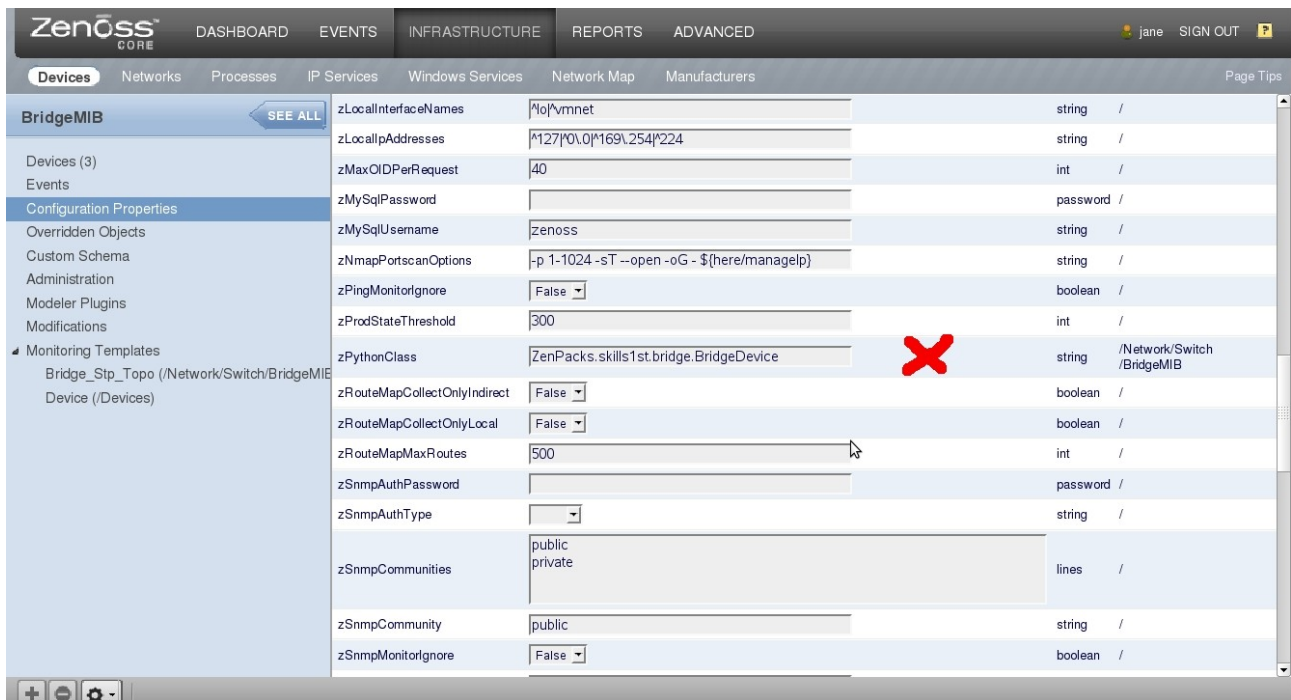 Zenōss™
CORE
DASHBOARD EVENTS INFRASTRUCTURE REPORTS ADVANCED
jane SIGN OUT ?
Devices Networks Processes IP Services Windows Services Network Map Manufacturers Page Tips
BridgeMIB
SEE ALL
Devices (3)
Events
Configuration Properties
Overridden Objects
Custom Schema
Administration
Modeler Plugins
Modifications
Monitoring Templates
Bridge_Stp_Topo (/Network/Switch/BridgeMIB
Device (/Devices)
zLocalInterfaceNames ^lo|^vmnet string /
zLocalIpAddresses ^127|^0\.0|^169\.254|^224 string /
zMaxOIDPerRequest 40 int /
zMySqlPassword password /
zMySqlUsername zenoss string /
zNmapPortscanOptions -p 1-1024 -sT --open -oG - ${here/manageIp} string /
zPingMonitorIgnore False boolean /
zProdStateThreshold 300 int /
zPythonClass ZenPacks.skills1st.bridge.BridgeDevice string /Network/Switch
/BridgeMIB
zRouteMapCollectOnlyIndirect False boolean /
zRouteMapCollectOnlyLocal False boolean /
zRouteMapMaxRoutes 500 int /
zSnmpAuthPassword password /
zSnmpAuthType string /
zSnmpCommunities public
private
lines /
zSnmpCommunity public string /
zSnmpMonitorIgnore False boolean /